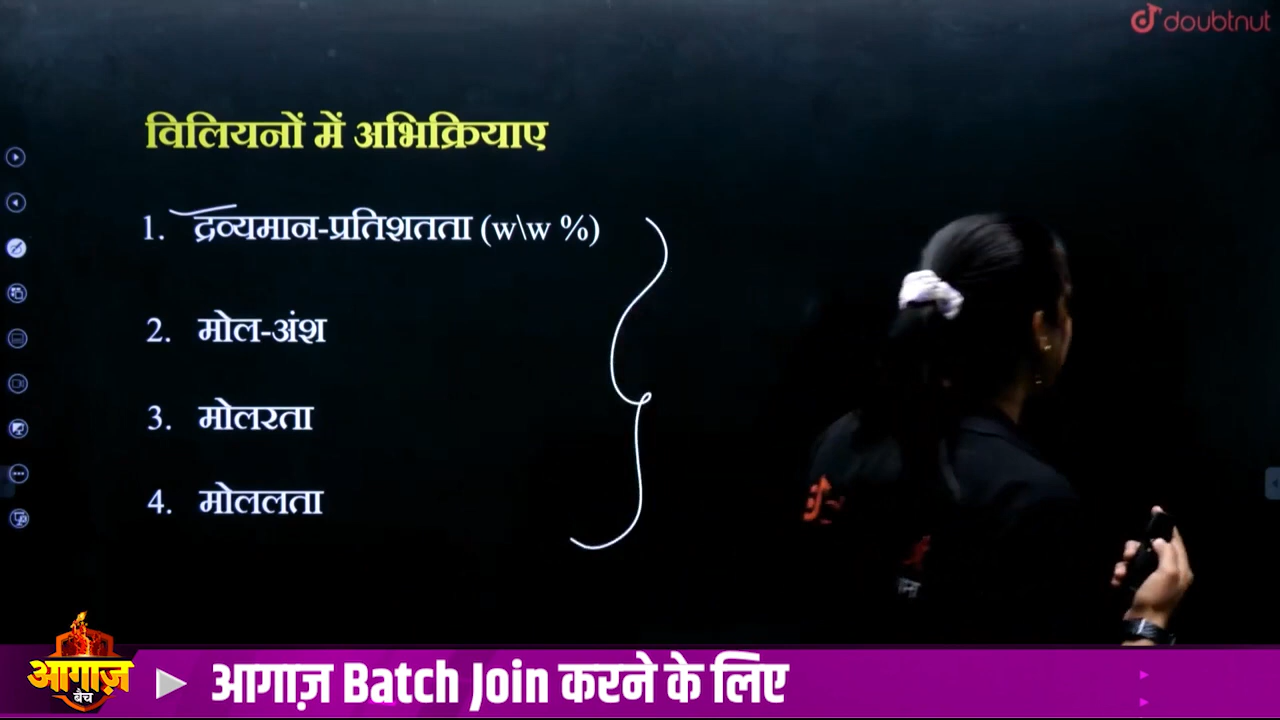 doubtnut
विलियनों में अभिक्रियाए
1. द्रव्यमान-प्रतिशतता (w\w %)
2. मोल-अंश
3. मोलरता
4. मोललता
आगाज़
बैच
आगाज़ Batch Join करने के लिए